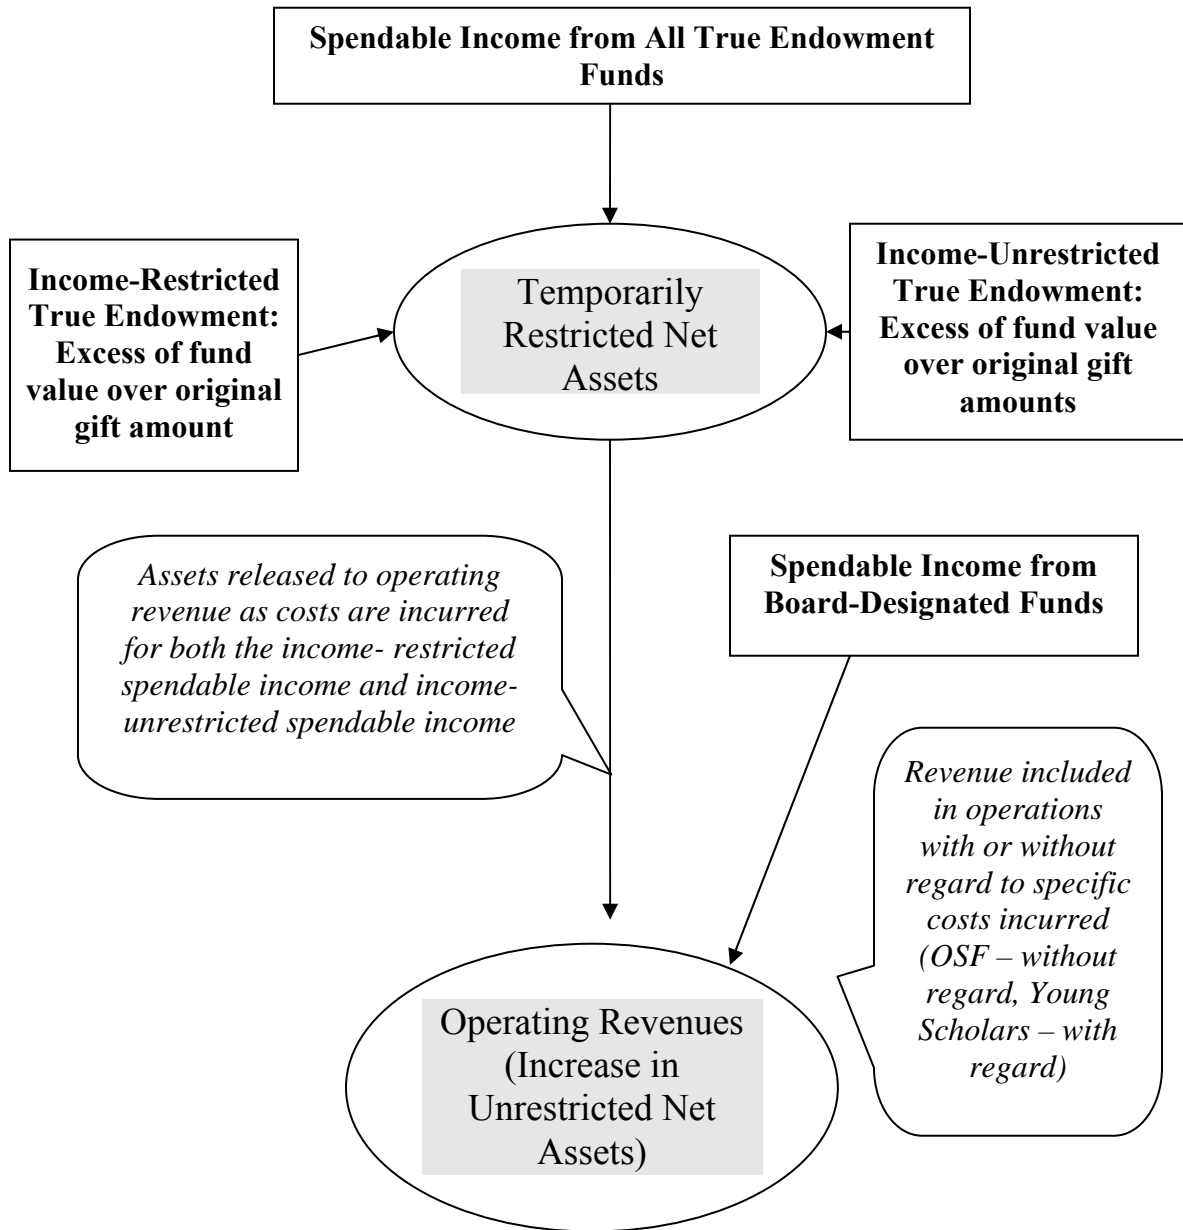 Spendable Income from All True Endowment
Funds
Income-Restricted
True Endowment:
Excess of fund
value over original
gift amount
Temporarily
Restricted Net
Assets
Income-Unrestricted
True Endowment:
Excess of fund value
over original gift
amounts
Assets released to operating
revenue as costs are incurred
for both the income- restricted
spendable income and income-
unrestricted spendable income
Spendable Income from
Board-Designated Funds
Revenue included
in operations
with or without
regard to specific
costs incurred
(OSF – without
regard, Young
Scholars – with
regard)
Operating Revenues
(Increase in
Unrestricted Net
Assets)